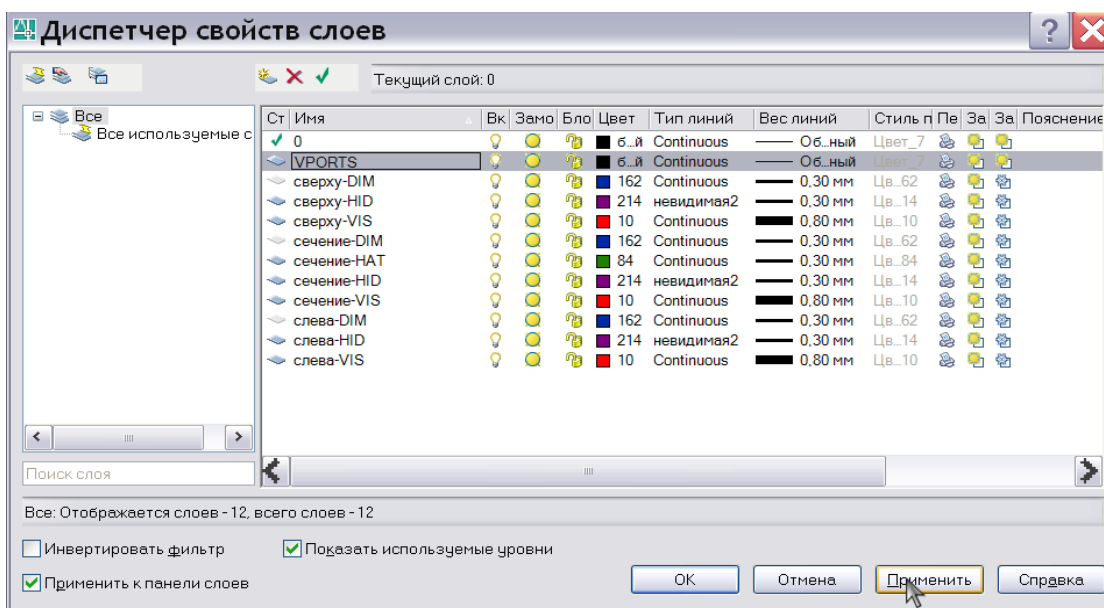 Диспетчер свойств слоев
Текущий слой: 0
Все
Все используемые с
Ст Имя Вк Замо Бло Цвет Тип линий Вес линий Стиль п Пе За За Пояснение
0 б...й Continuous Об...ный Цвет_7
VPORTS б...й Continuous Об...ный Цвет_7
сверху-DIM 162 Continuous 0,30 мм Цв...62
сверху-HID 214 невидимая2 0,30 мм Цв...14
сверху-VIS 10 Continuous 0,80 мм Цв...10
сечение-DIM 162 Continuous 0,30 мм Цв...62
сечение-HAT 84 Continuous 0,30 мм Цв...84
сечение-HID 214 невидимая2 0,30 мм Цв...14
сечение-VIS 10 Continuous 0,80 мм Цв...10
слева-DIM 162 Continuous 0,30 мм Цв...62
слева-HID 214 невидимая2 0,30 мм Цв...14
слева-VIS 10 Continuous 0,80 мм Цв...10
Поиск слоя
Все: Отображается слоев - 12, всего слоев - 12
Инвертировать фильтр Показать используемые уровни
Применить к панели слоев
ОК Отмена Применить Справка